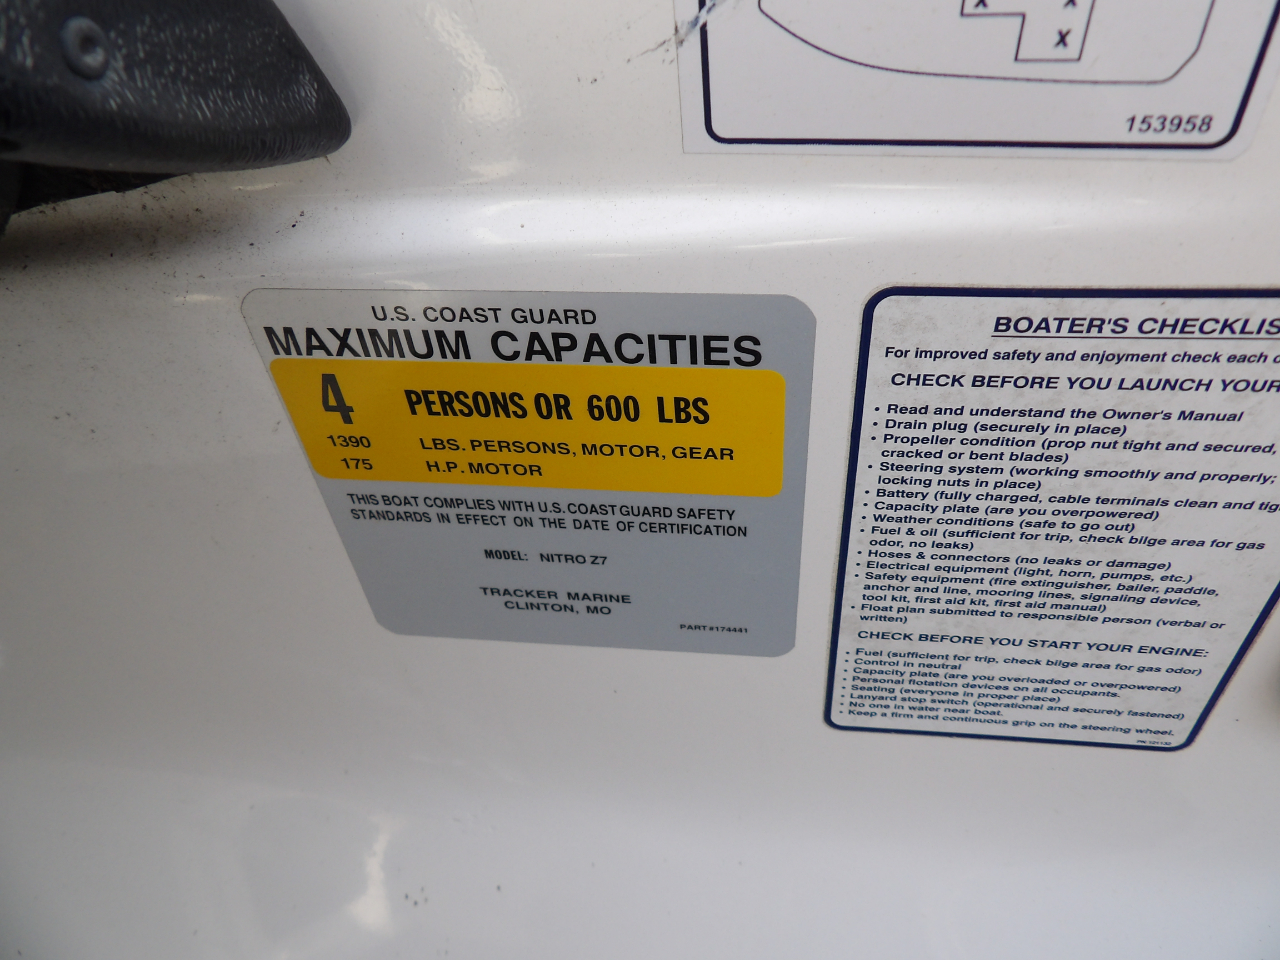 X X
X
153958
U.S. COAST GUARD
MAXIMUM CAPACITIES
4 PERSONS OR 600 LBS
1390 LBS. PERSONS, MOTOR, GEAR
175 H.P. MOTOR
THIS BOAT COMPLIES WITH U.S. COAST GUARD SAFETY
STANDARDS IN EFFECT ON THE DATE OF CERTIFICATION
MODEL: NITRO Z7
TRACKER MARINE
CLINTON, MO
PART#174441
BOATER'S CHECKLIS
For improved safety and enjoyment check each
CHECK BEFORE YOU LAUNCH YOUR
• Read and understand the Owner's Manual
• Drain plug (securely in place)
• Propeller condition (prop nut tight and secured,
cracked or bent blades)
• Steering system (working smoothly and properly;
locking nuts in place)
• Battery (fully charged, cable terminals clean and tig
• Capacity plate (are you overpowered)
• Weather conditions (safe to go out)
• Fuel & oil (sufficient for trip, check bilge area for gas
odor, no leaks)
• Hoses & connectors (no leaks or damage)
• Electrical equipment (light, horn, pumps, etc.)
• Safety equipment (fire extinguisher, bailer, paddle,
anchor and line, mooring lines, signaling device,
tool kit, first aid kit, first aid manual)
• Float plan submitted to responsible person (verbal or
written)
CHECK BEFORE YOU START YOUR ENGINE:
• Fuel (sufficient for trip, check bilge area for gas odor)
• Control in neutral
• Capacity plate (are you overloaded or overpowered)
• Personal flotation devices on all occupants.
• Seating (everyone in proper place)
• Lanyard stop switch (operational and securely fastened)
• No one in water near boat.
• Keep a firm and continuous grip on the steering wheel.